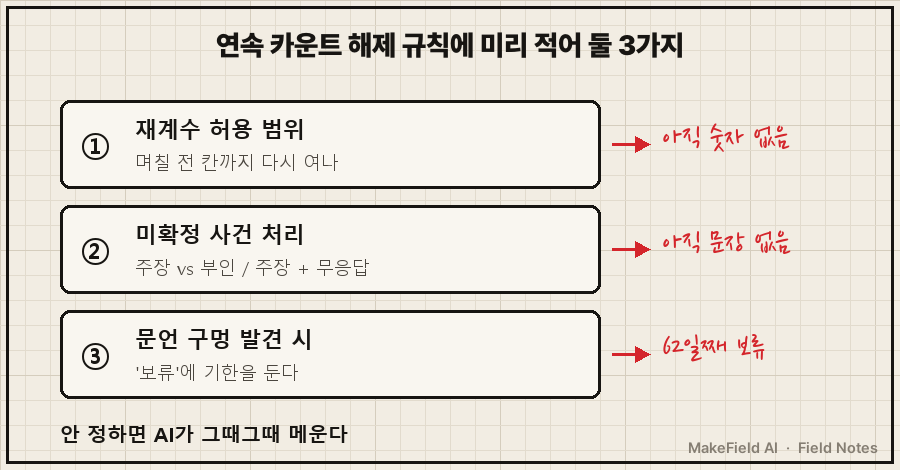 연속 카운트 해제 규칙에 미리 적어 둘 3가지
① 재계수 허용 범위
며칠 전 칸까지 다시 여나
아직 숫자 없음
② 미확정 사건 처리
주장 vs 부인 / 주장 + 무응답
아직 문장 없음
③ 문언 구멍 발견 시
'보류'에 기한을 둔다
62일째 보류
안 정하면 AI가 그때그때 메운다
MakeField AI · Field Notes